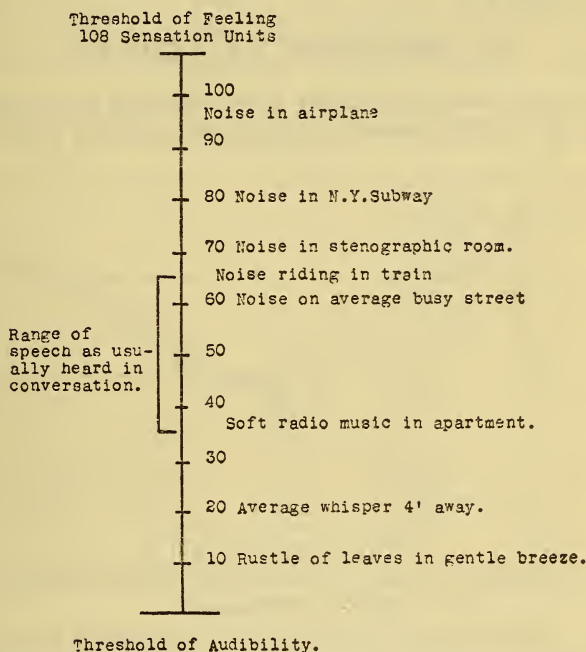 Threshold of Feeling
108 Sensation Units
100
Noise in airplane
90
80 Noise in N.Y.Subway
70 Noise in stenographic room.
Noise riding in train
60 Noise on average busy street
Range of
speech as usu-
ally heard in
conversation.
50
40
Soft radio music in apartment.
30
20 Average whisper 4' away.
10 Rustle of leaves in gentle breeze.
Threshold of Audibility.